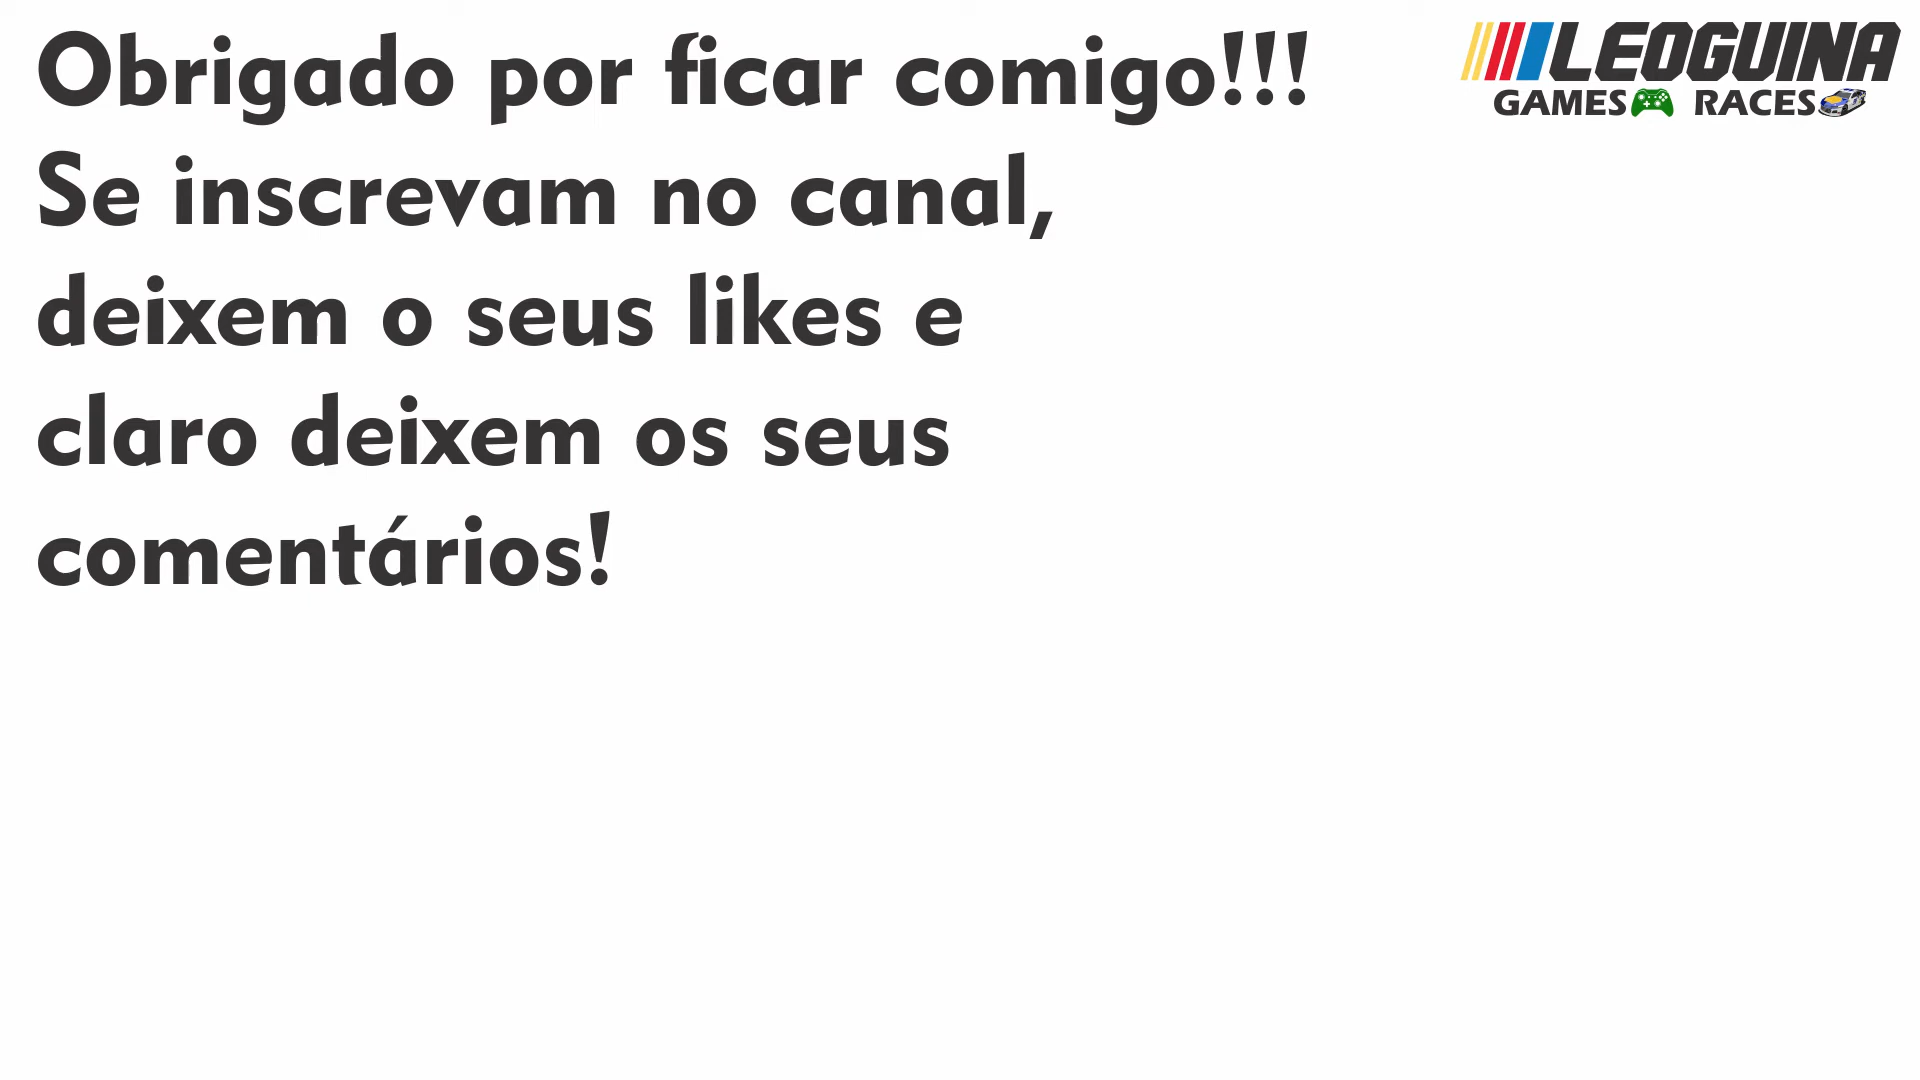 Obrigado por ficar comigo!!!
Se inscrevam no canal,
deixem o seus likes e
claro deixem os seus
comentários!
LEOGUINA
GAMES RACES